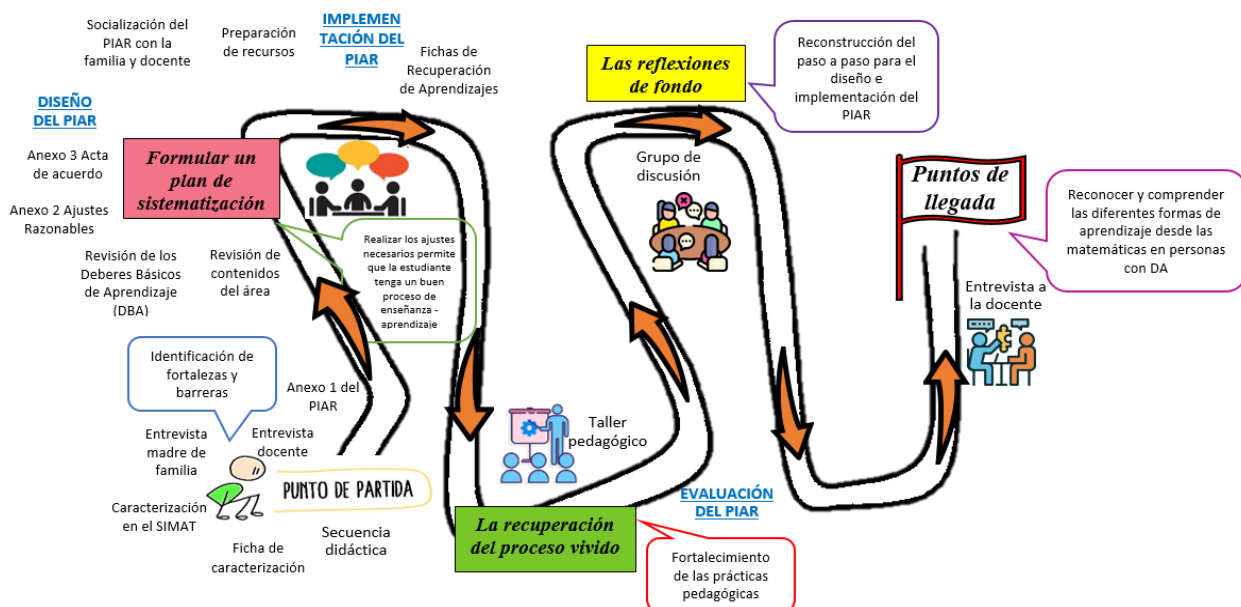 Socialización del
PIAR con la
familia y docente
Preparación
de recursos
IMPLEMEN
TACIÓN DEL
PIAR
Fichas de
Recuperación
de Aprendizajes
DISEÑO
DEL PIAR
Anexo 3 Acta
de acuerdo
Anexo 2 Ajustes
Razonables
Formular un
plan de
sistematización
Revisión de los
Deberes Básicos
de Aprendizaje
(DBA)
Revisión de
contenidos
del área
Realizar los ajustes
necesarios permite
que la estudiante
tenga un buen
proceso de
enseñanza -
aprendizaje
Identificación de
fortalezas y
barreras
Anexo 1 del
PIAR
Entrevista
madre de
familia
Entrevista
docente
PUNTO DE PARTIDA
Caracterización
en el SIMAT
Ficha de
caracterización
Secuencia
didáctica
Taller
pedagógico
La recuperación
del proceso vivido
EVALUACIÓN
DEL PIAR
Fortalecimiento
de las prácticas
pedagógicas
Las reflexiones
de fondo
Reconstrucción del
paso a paso para el
diseño e
implementación del
PIAR
Grupo de
discusión
Puntos de
llegada
Reconocer y comprender
las diferentes formas de
aprendizaje desde las
matemáticas en personas
con DA
Entrevista a
la docente